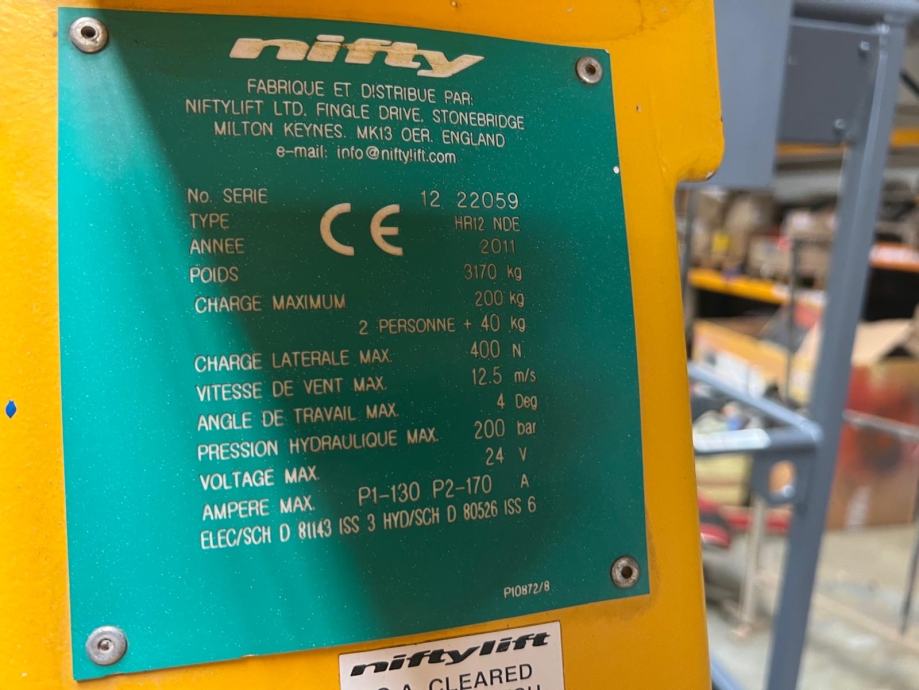 nifty
FABRIQUE ET DISTRIBUE PAR:
NIFTYLIFT LTD. FINGLE DRIVE. STONEBRIDGE
MILTON KEYNES. MK13 OER. ENGLAND
e-mail: info@niftylift.com
No. SERIE 12 22059
TYPE HR12 NDE
CE
ANNEE 2011
POIDS 3170 kg
CHARGE MAXIMUM 200 kg
2 PERSONNE + 40 kg
CHARGE LATERALE MAX. 400 N
VITESSE DE VENT MAX. 12.5 m/s
ANGLE DE TRAVAIL MAX. 4 Deg
PRESSION HYDRAULIQUE MAX. 200 bar
VOLTAGE MAX. 24 V
AMPERE MAX. P1-130 P2-170 A
ELEC/SCH D 81143 ISS 3 HYD/SCH D 80526 ISS 6
P10872/8
niftylift
CLEARED